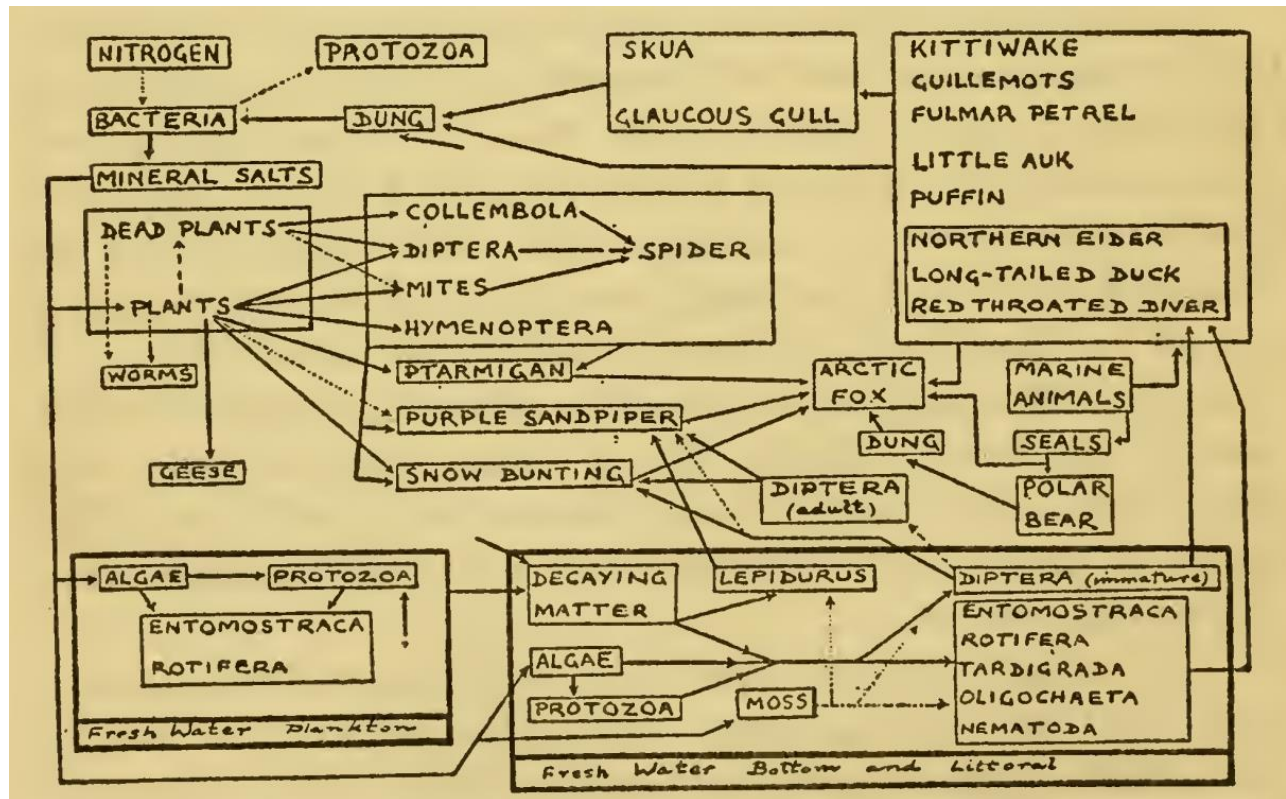 NITROGEN
PROTOZOA
SKUA
GLAUCOUS GULL
KITTIWAKE
GUILLEMOTS
FULMAR PETREL
LITTLE AUK
PUFFIN
NORTHERN EIDER
LONG-TAILED DUCK
RED THROATED DIVER
BACTERIA
DUNG
MINERAL SALTS
DEAD PLANTS
PLANTS
COLLEMBOLA
DIPTERA
MITES
HYMENOPTERA
SPIDER
WORMS
GEESE
PTARMIGAN
PURPLE SANDPIPER
SNOW BUNTING
ARCTIC
FOX
MARINE
ANIMALS
DUNG
SEALS
POLAR
BEAR
DIPTERA
(adult)
ALGAE
PROTOZOA
ENTOMOSTRACA
ROTIFERA
Fresh Water Plankton
DECAYING
MATTER
LEPIDURUS
DIPTERA (immature)
ALGAE
PROTOZOA
MOSS
ENTOMOSTRACA
ROTIFERA
TARDIGRADA
OLIGOCHAETA
NEMATODA
Fresh Water Bottom and Littoral